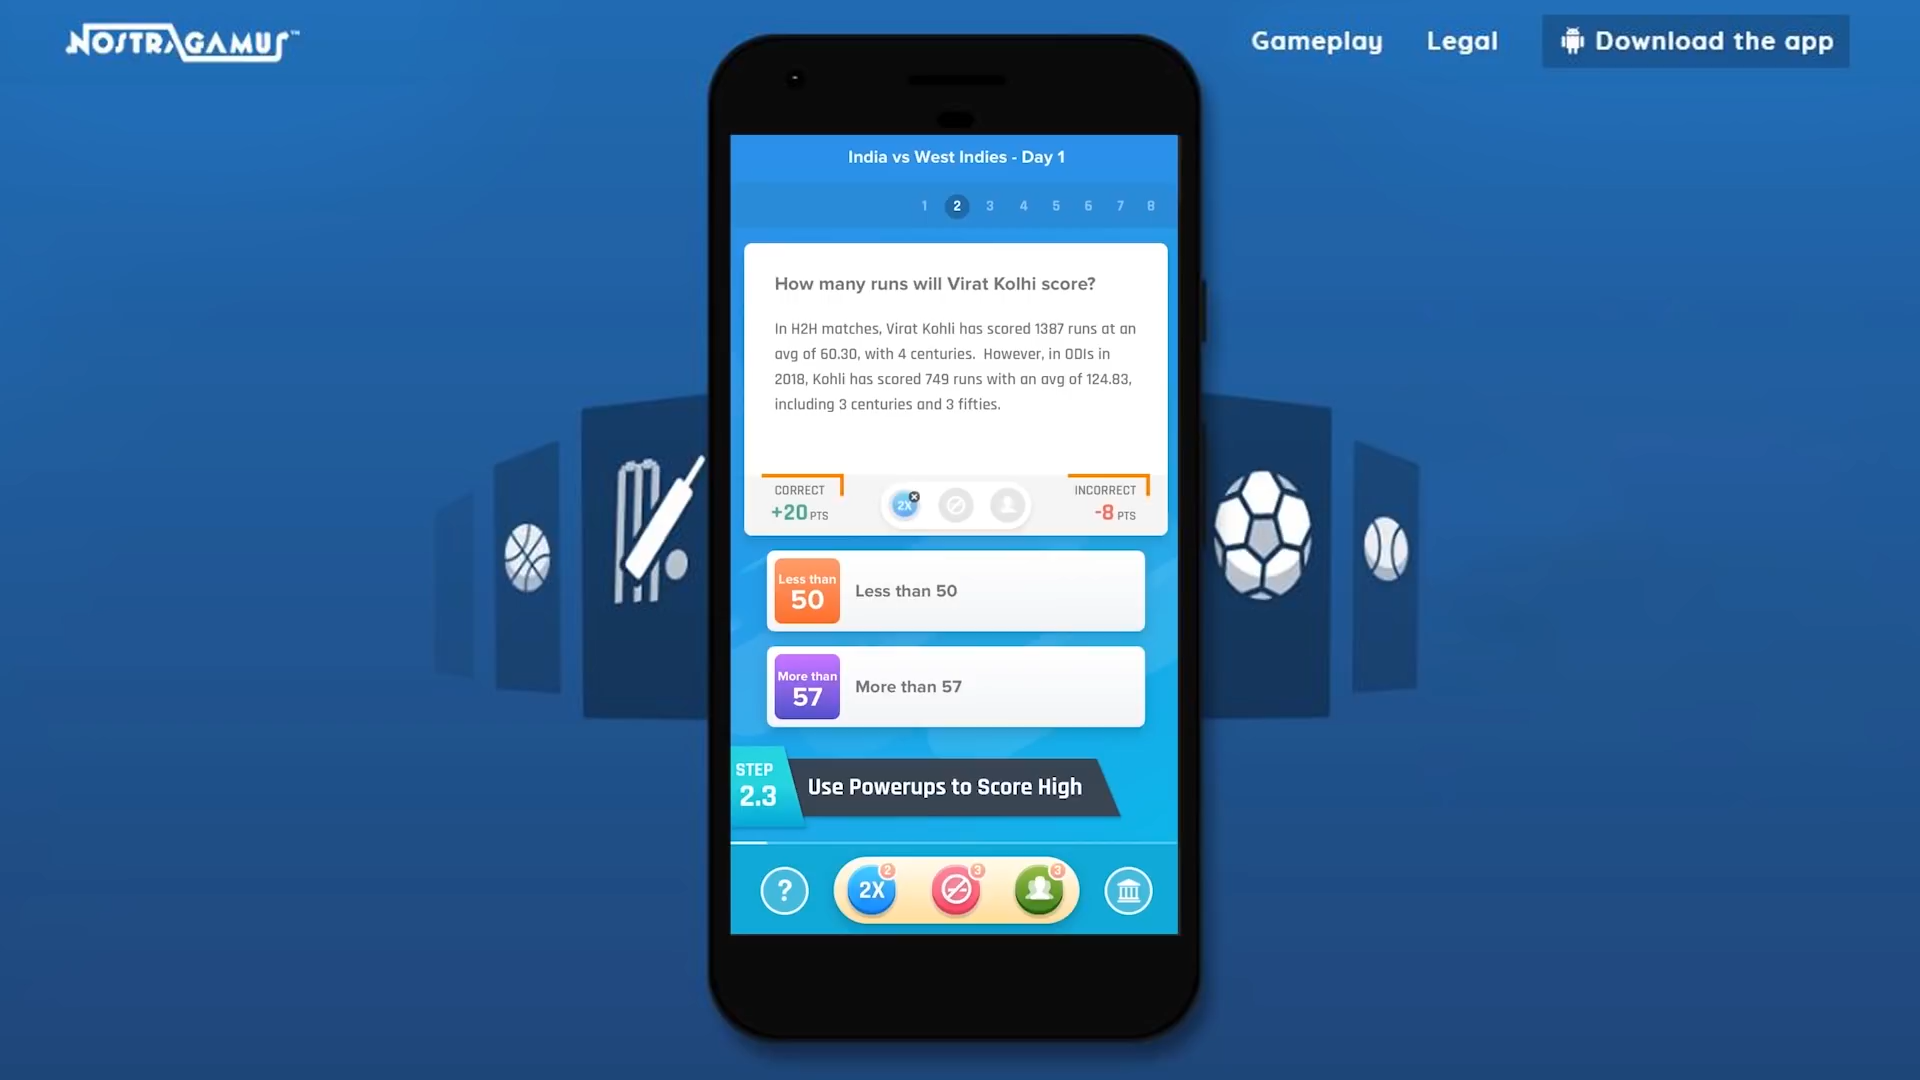 NOSTRAGAMUS™
Gameplay
Legal
Download the app
India vs West Indies - Day 1
1 2 3 4 5 6 7 8
How many runs will Virat Kolhi score?
In H2H matches, Virat Kohli has scored 1387 runs at an
avg of 60.30, with 4 centuries. However, in ODIs in
2018, Kohli has scored 749 runs with an avg of 124.83,
including 3 centuries and 3 fifties.
CORRECT
+20 PTS
2X
INCORRECT
-8 PTS
Less than
50
Less than 50
More than
57
More than 57
STEP
2.3
Use Powerups to Score High
?
2X
2
3
3